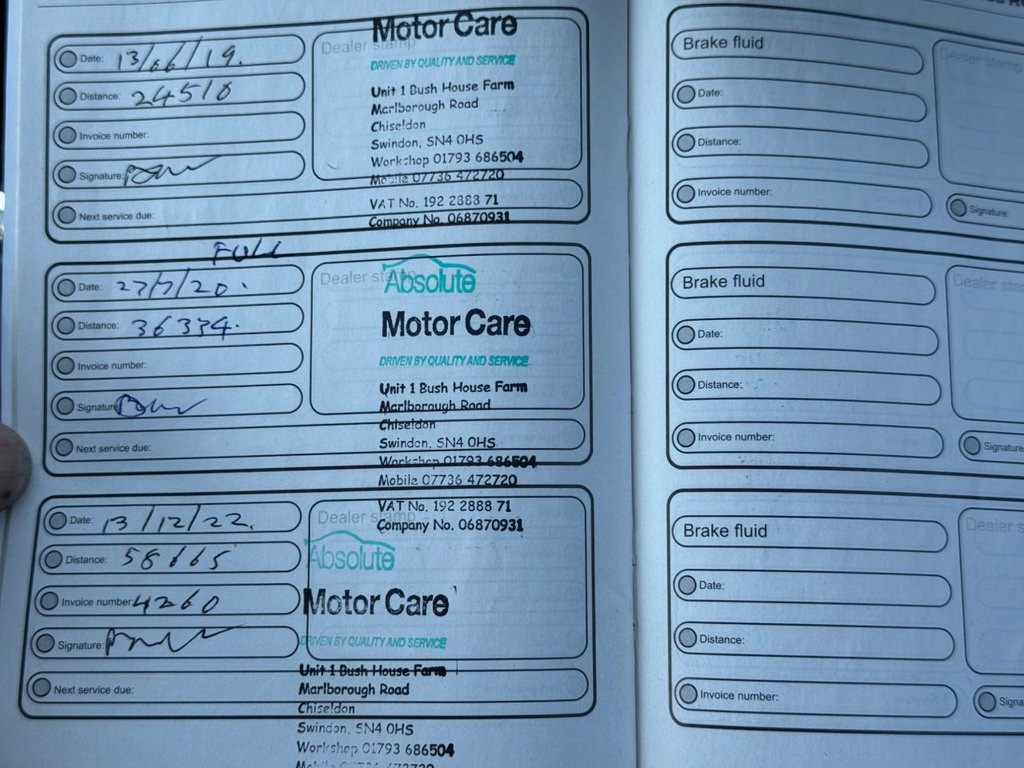 Motor Care
Dealer stamp
DRIVEN BY QUALITY AND SERVICE
Date: 13/06/19.
Unit 1 Bush House Farm
Distance: 24518
Marlborough Road
Chiseldon
Invoice number:
Swindon, SN4 0HS
Workshop 01793 686504
Signature:
Mobile 07736 472720
VAT No. 192 2883 71
Next service due:
Company No. 06870931
FULL
Date: 27/7/20.
Dealer stamp
Absolute
Distance: 36334.
Motor Care
DRIVEN BY QUALITY AND SERVICE
Invoice number:
Unit 1 Bush House Farm
Signature
Marlborough Road
Chiseldon
Next service due:
Swindon, SN4 0HS
Workshop 01793 686504
Mobile 07736 472720
VAT No. 192 2888 71
Company No. 06870931
Date: 13/12/22.
Dealer stamp
Absolute
Distance: 58665
Invoice number 4260
Motor Care
Signature:
DRIVEN BY QUALITY AND SERVICE
Unit 1 Bush House Farm
Next service due:
Marlborough Road
Chiseldon
Swindon, SN4 0HS
Workshop 01793 686504
Brake fluid
Dealer stamp
Date:
Distance:
Invoice number:
Signature:
Brake fluid
Dealer sta
Date:
Distance:
Invoice number:
Signature
Brake fluid
Dealer s
Date:
Distance:
Invoice number:
Signa